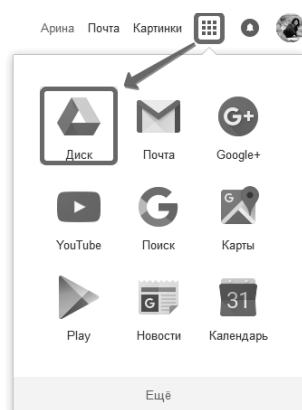 Арина Почта Картинки
Диск Почта Google+
G+
YouTube Поиск Карты
G
Play Новости Календарь
G 31
Ещё